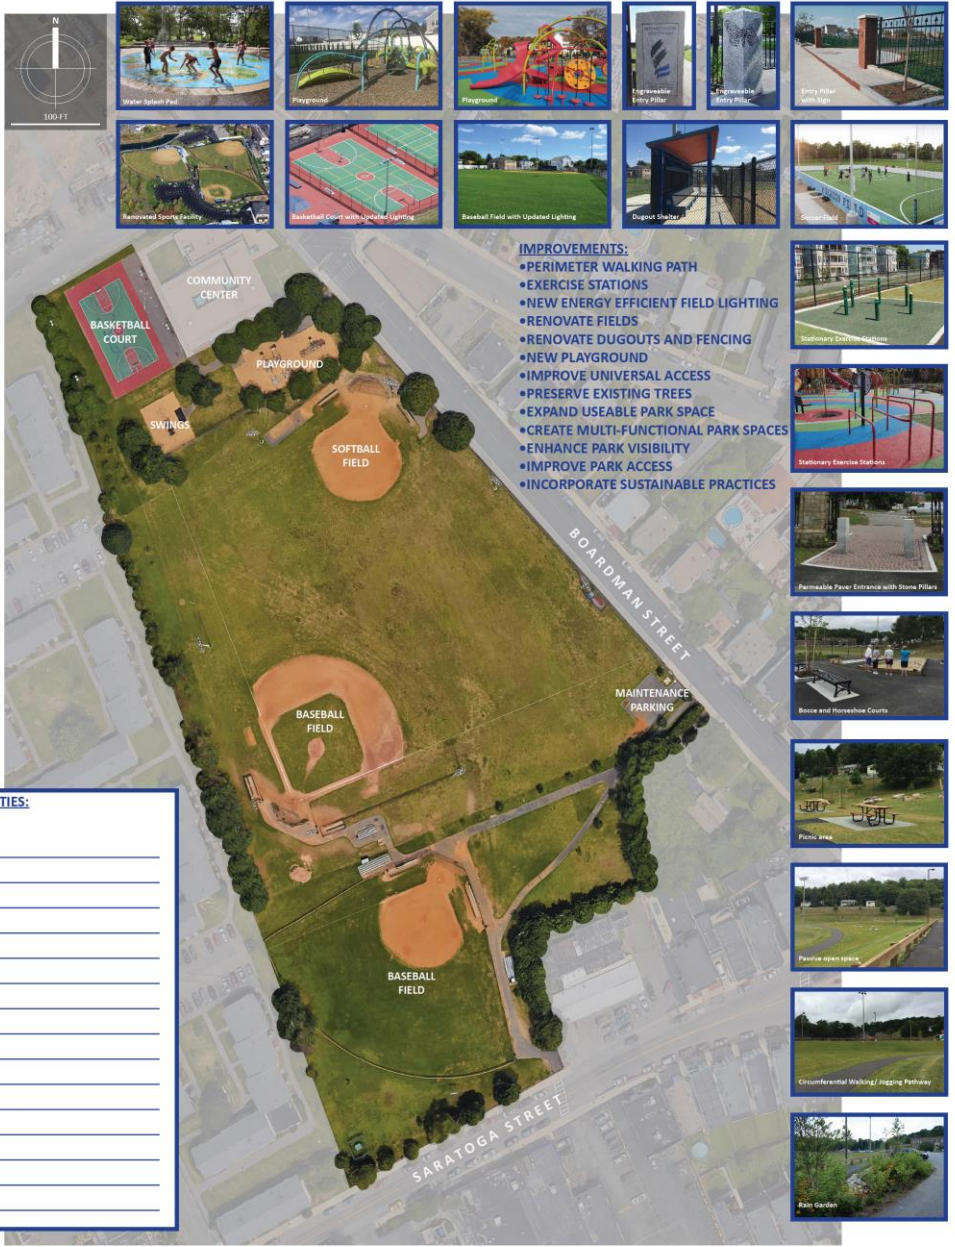 N
100-FT
Water Splash Pad
Playground
Playground
Engraveable
Entry Pillar
Engraveable
Entry Pillar
Entry Pillar
with Sign
Renovated Sports Facility
Basketball Court with Updated Lighting
Baseball Field with Updated Lighting
Dugout Shelter
Soccer Field
IMPROVEMENTS:
•PERIMETER WALKING PATH
•EXERCISE STATIONS
•NEW ENERGY EFFICIENT FIELD LIGHTING
•RENOVATE FIELDS
•RENOVATE DUGOUTS AND FENCING
•NEW PLAYGROUND
•IMPROVE UNIVERSAL ACCESS
•PRESERVE EXISTING TREES
•EXPAND USEABLE PARK SPACE
•CREATE MULTI-FUNCTIONAL PARK SPACES
•ENHANCE PARK VISIBILITY
•IMPROVE PARK ACCESS
•INCORPORATE SUSTAINABLE PRACTICES
COMMUNITY
CENTER
BASKETBALL
COURT
PLAYGROUND
SWINGS
SOFTBALL
FIELD
BOARDMAN STREET
MAINTENANCE
PARKING
BASEBALL
FIELD
BASEBALL
FIELD
SARATOGA STREET
TIES:
Stationary Exercise Stations
Stationary Exercise Stations
Permeable Paver Entrance with Stone Pillars
Bocce and Horseshoe Courts
Picnic area
Passive open space
Circumferential Walking/ Jogging Pathway
Rain Garden